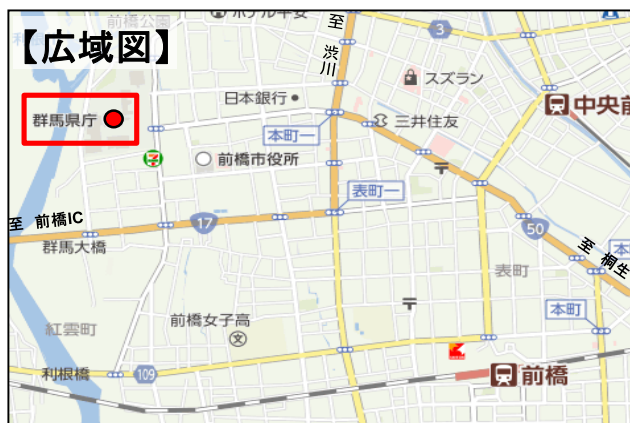 前橋公園
ホテル平安
至
渋
川
3
【広域図】
スズラン
日本銀行
中央前
群馬県庁
本町一
三井住友
前橋市役所
表町一
至 前橋IC
17
50
群馬大橋
至 桐生
本
表町
前橋女子高
文
紅雲町
本町
利根橋
109
前橋